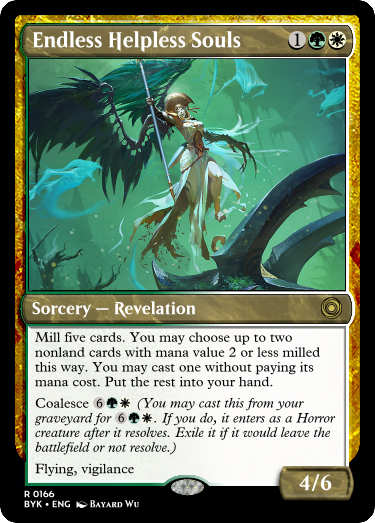 Endless Helpless Souls 1
Sorcery — Revelation
Mill five cards. You may choose up to two
nonland cards with mana value 2 or less milled
this way. You may cast one without paying its
mana cost. Put the rest into your hand.
Coalesce 6 (You may cast this from your
graveyard for 6. If you do, it enters as a Horror
creature after it resolves. Exile it if it would leave the
battlefield or not resolve.)
Flying, vigilance
4/6
R 0166
BYK • ENG Bayard Wu